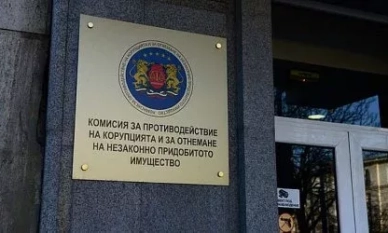 КОМИСИЯ ЗА ПРОТИВОДЕЙСТВИЕ
НА КОРУПЦИЯТА И ЗА ОТНЕМАНЕ
НА НЕЗАКОННО ПРИДОБИТОТО
ИМУЩЕСТВО